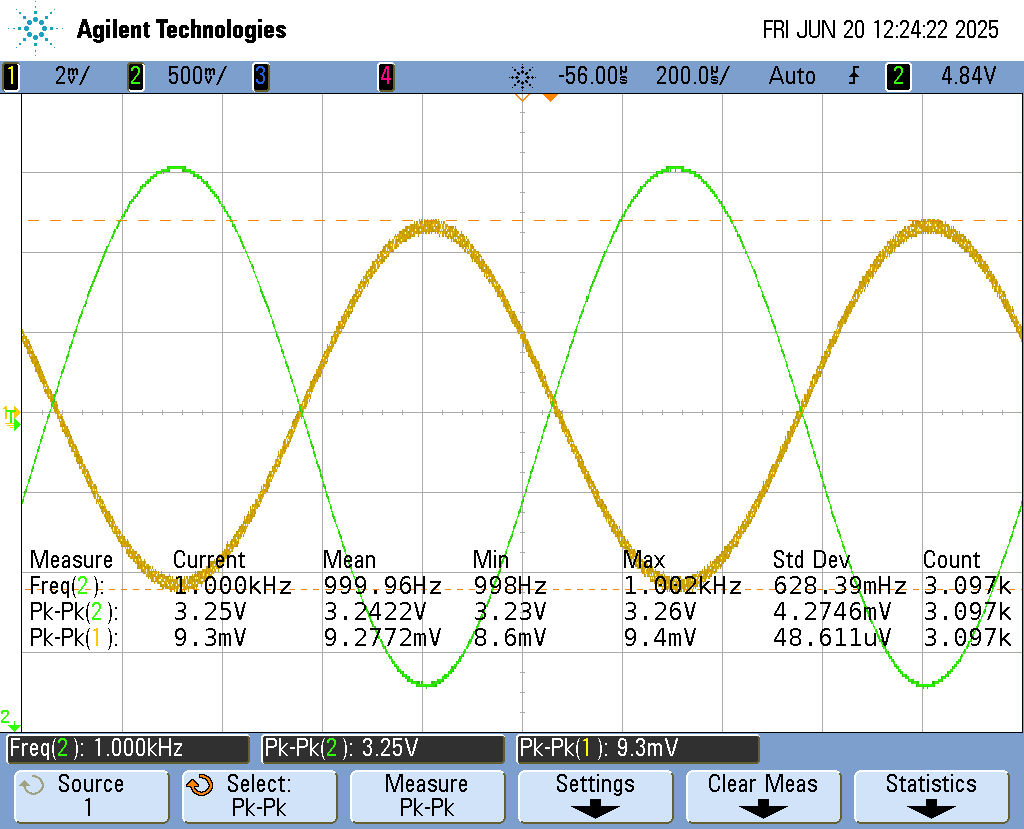 Agilent Technologies FRI JUN 20 12:24:22 2025
1 2mV/ 2 500mV/ 3 4 -56.00us 200.0us/ Auto 2 4.84V
T
2
Measure Current Mean Min Max Std Dev Count
Freq(2): 1.000kHz 999.96Hz 998Hz 1.002kHz 628.39mHz 3.097k
Pk-Pk(2): 3.25V 3.2422V 3.23V 3.26V 4.2746mV 3.097k
Pk-Pk(1): 9.3mV 9.2772mV 8.6mV 9.4mV 48.611uV 3.097k
Freq(2): 1.000kHz Pk-Pk(2): 3.25V Pk-Pk(1): 9.3mV
Source Select: Measure Settings Clear Meas Statistics
1 Pk-Pk Pk-Pk